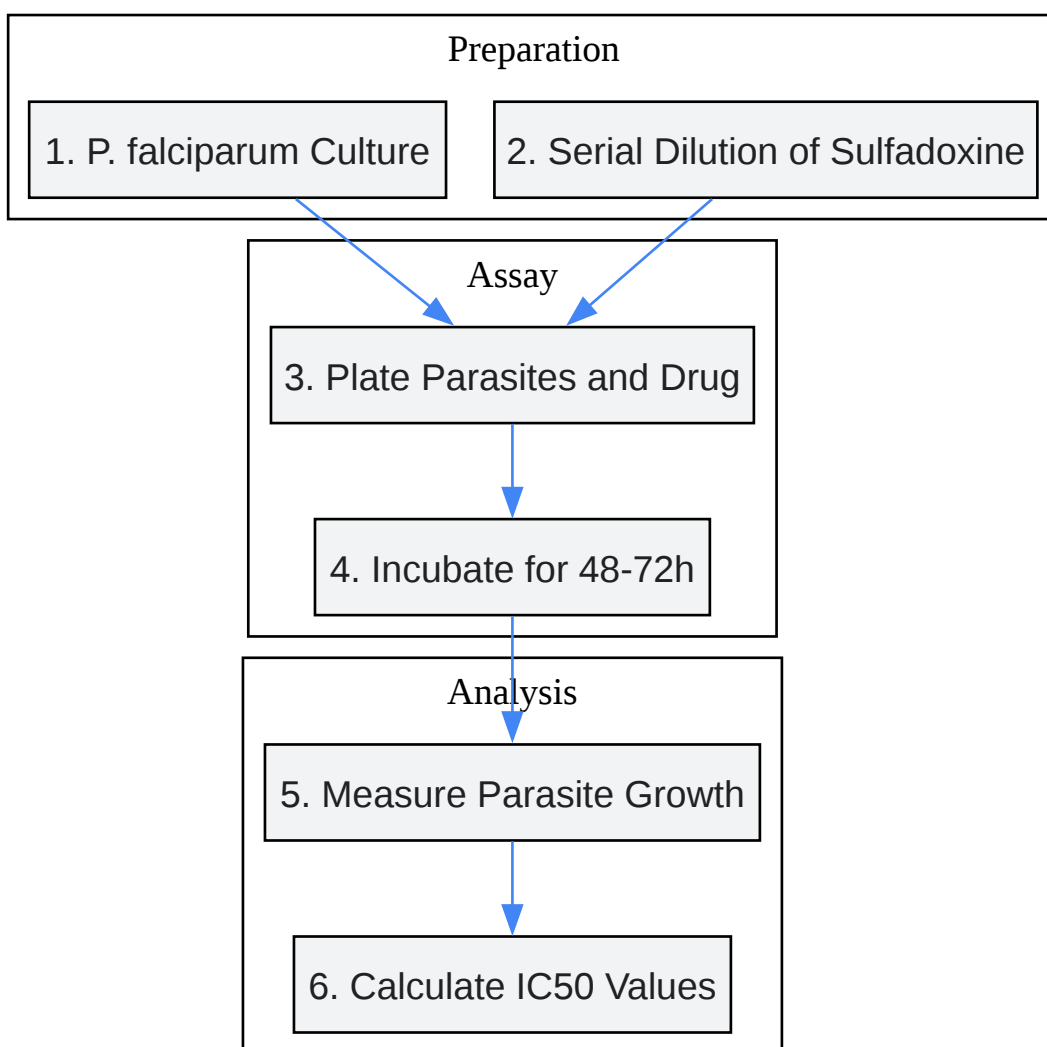 Preparation
1. P. falciparum Culture
2. Serial Dilution of Sulfadoxine
Assay
3. Plate Parasites and Drug
4. Incubate for 48-72h
Analysis
5. Measure Parasite Growth
6. Calculate IC50 Values